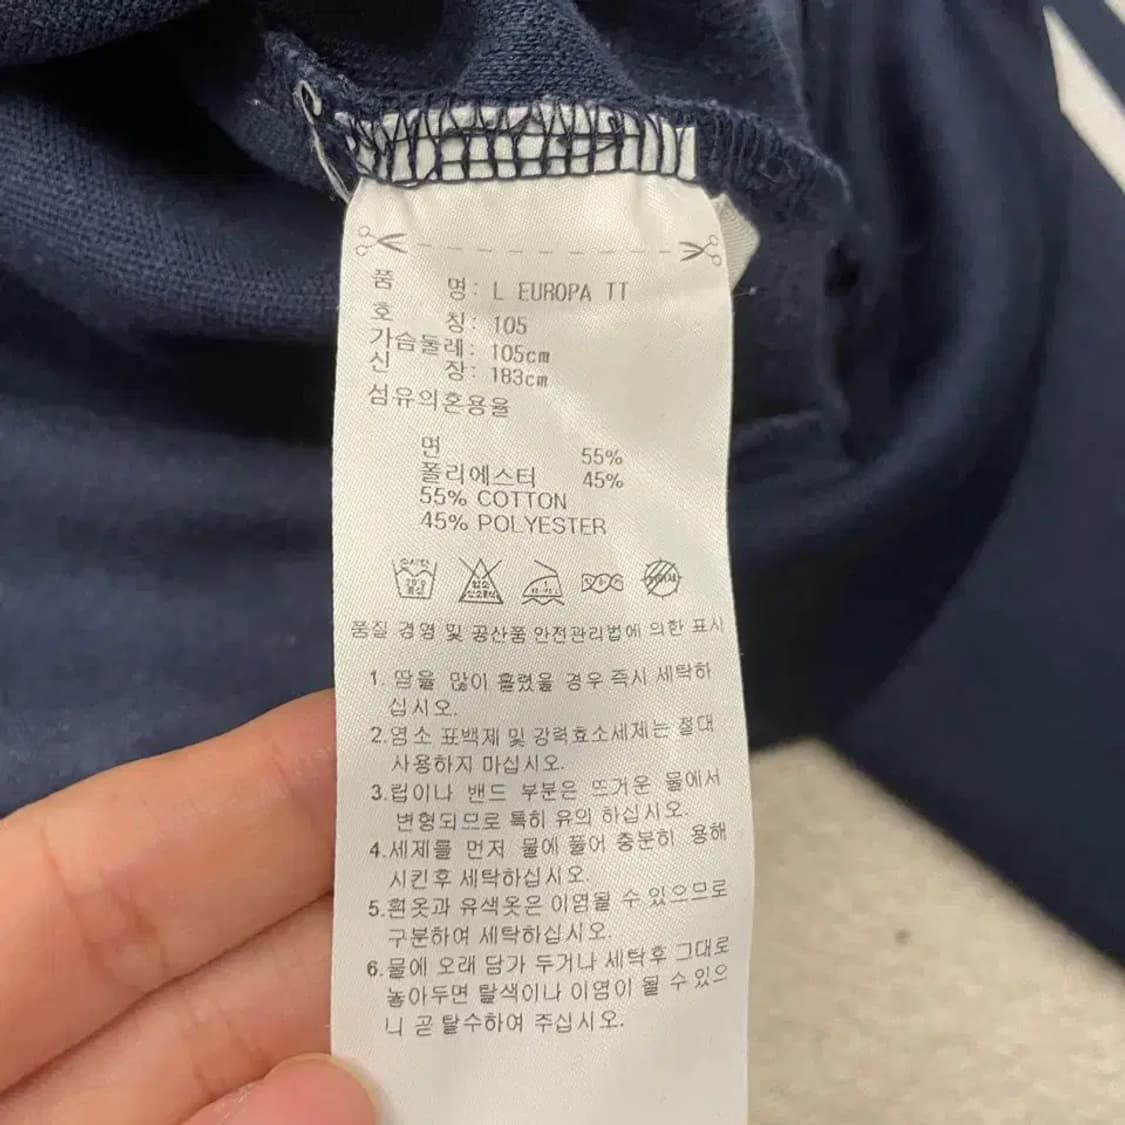 품 명: L EUROPA TT
호 칭: 105
가슴둘레: 105cm
신 장: 183cm
섬유의혼용율
면 55%
폴리에스터 45%
55% COTTON
45% POLYESTER
품질 경영 및 공산품 안전관리법에 의한 표시
1. 땀을 많이 흘렸을 경우 즉시 세탁하
십시오.
2.염소 표백제 및 강력효소세제는 절대
사용하지 마십시오.
3.립이나 밴드 부분은 뜨거운 물에서
변형되므로 특히 유의 하십시오.
4.세제를 먼저 물에 풀어 충분히 용해
시킨후 세탁하십시오.
5.흰옷과 유색옷은 이염될 수 있으므로
구분하여 세탁하십시오.
6.물에 오래 담가 두거나 세탁후 그대로
놓아두면 탈색이나 이염이 될 수 있으
니 곧 탈수하여 주십시오.